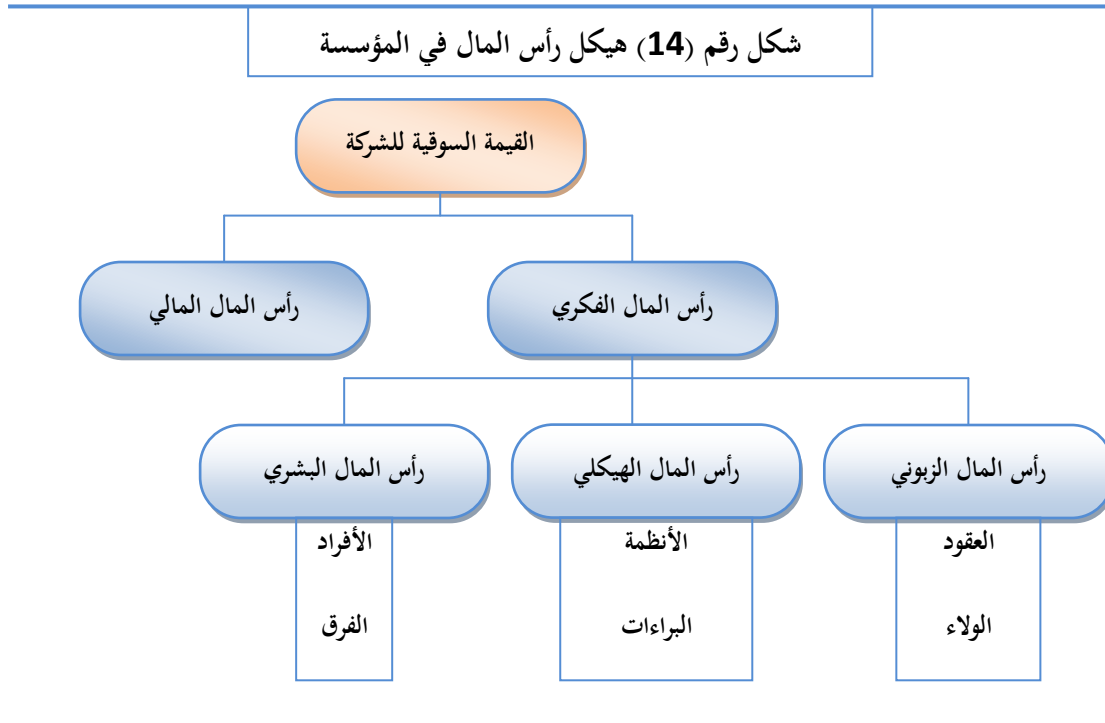 شكل رقم (14) هيكل رأس المال في المؤسسة
القيمة السوقية للشركة
رأس المال الفكري
رأس المال المالي
رأس المال الزبوني
رأس المال الهيكلي
رأس المال البشري
العقود
الأنظمة
الأفراد
الولاء
البراءات
الفرق